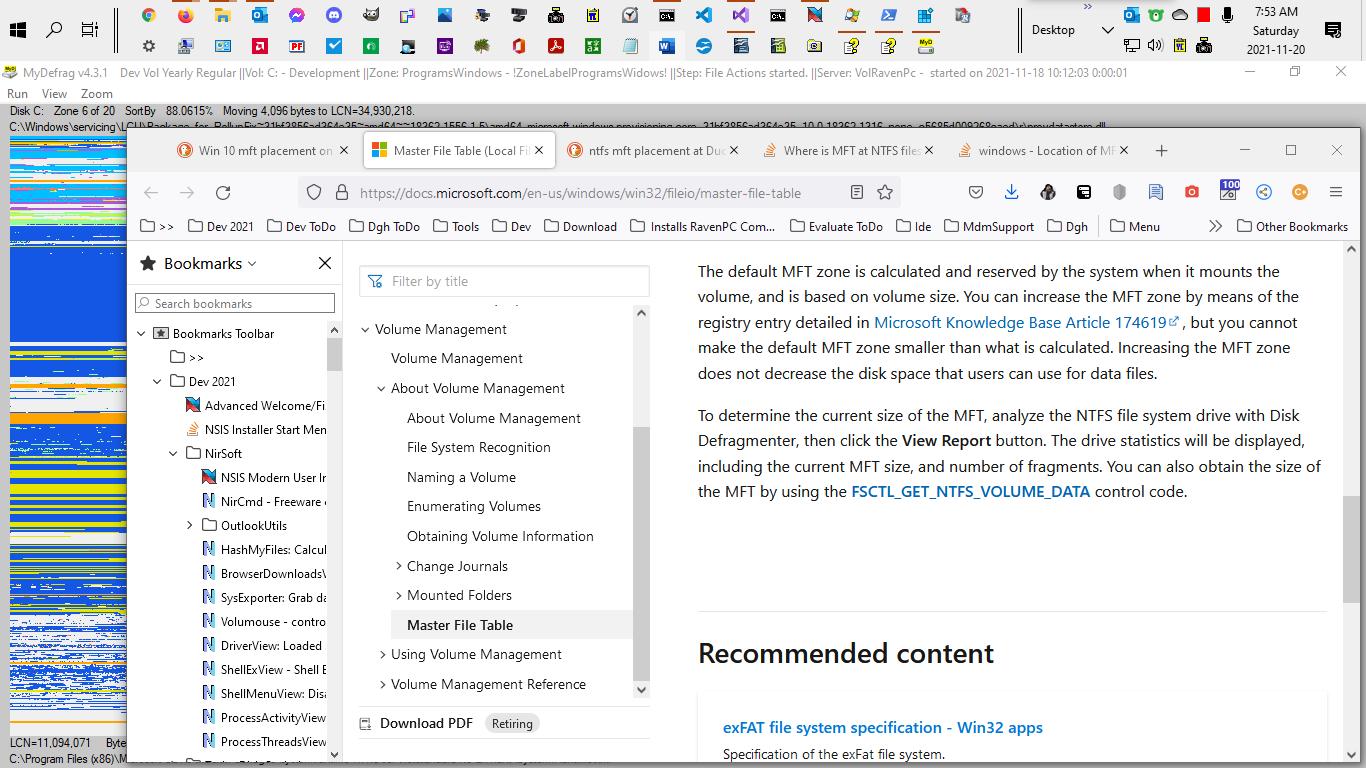 Desktop
»
7:53 AM
Saturday
2021-11-20
MyDefrag v4.3.1 Dev Vol Yearly Regular ||Vol: C: - Development ||Zone: ProgramsWindows - !ZoneLabelProgramsWidows! ||Step: File Actions started. ||Server: VolRavenPc - started on 2021-11-18 10:12:03 0:00:01
Run View Zoom
Disk C: Zone 6 of 20 SortBy 88.0615% Moving 4,096 bytes to LCN=34,930,218.
Win 10 mft placement on
Master File Table (Local Fil
ntfs mft placement at Duc
Where is MFT at NTFS files
windows - Location of MF
https://docs.microsoft.com/en-us/windows/win32/fileio/master-file-table
100
>> Dev 2021 Dev ToDo Dgh ToDo Tools Dev Download Installs RavenPC Com... Evaluate ToDo Ide MdmSupport Dgh Menu Other Bookmarks
Bookmarks
Search bookmarks
Bookmarks Toolbar
>>
Dev 2021
Advanced Welcome/Fi
NSIS Installer Start Men
NirSoft
NSIS Modern User In
NirCmd - Freeware
OutlookUtils
HashMyFiles: Calcul
BrowserDownloadsV
SysExporter: Grab da
Volumouse - contro
DriverView: Loaded
ShellExView - Shell E
ShellMenuView: Disa
ProcessActivityView
ProcessThreadsView
Filter by title
Volume Management
Volume Management
About Volume Management
About Volume Management
File System Recognition
Naming a Volume
Enumerating Volumes
Obtaining Volume Information
Change Journals
Mounted Folders
Master File Table
Using Volume Management
Volume Management Reference
Download PDF Retiring
The default MFT zone is calculated and reserved by the system when it mounts the
volume, and is based on volume size. You can increase the MFT zone by means of the
registry entry detailed in Microsoft Knowledge Base Article 174619 , but you cannot
make the default MFT zone smaller than what is calculated. Increasing the MFT zone
does not decrease the disk space that users can use for data files.
To determine the current size of the MFT, analyze the NTFS file system drive with Disk
Defragmenter, then click the View Report button. The drive statistics will be displayed,
including the current MFT size, and number of fragments. You can also obtain the size of
the MFT by using the FSCTL_GET_NTFS_VOLUME_DATA control code.
Recommended content
exFAT file system specification - Win32 apps
Specification of the exFat file system.
LCN=11,094,071 Byte
C:\Program Files (x86)\M